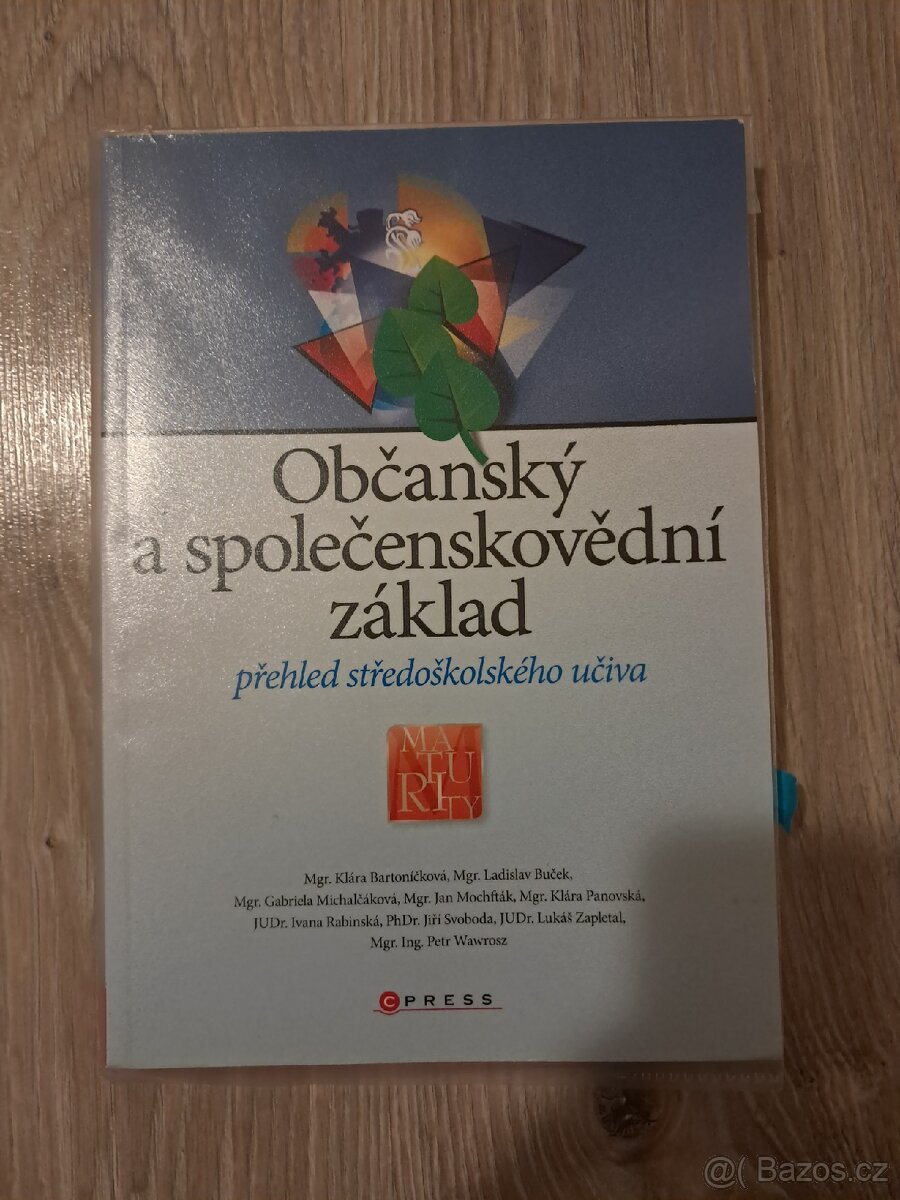 Občanský
a společenskovědní
základ
přehled středoškolského učiva
MA
TU
RI
TY
Mgr. Klára Bartoníčková, Mgr. Ladislav Buček,
Mgr. Gabriela Michalčáková, Mgr. Jan Mochfták, Mgr. Klára Panovská,
JUDr. Ivana Rabinská, PhDr. Jiří Svoboda, JUDr. Lukáš Zapletal,
Mgr. Ing. Petr Wawrosz
CPRESS
@( Bazos.cz